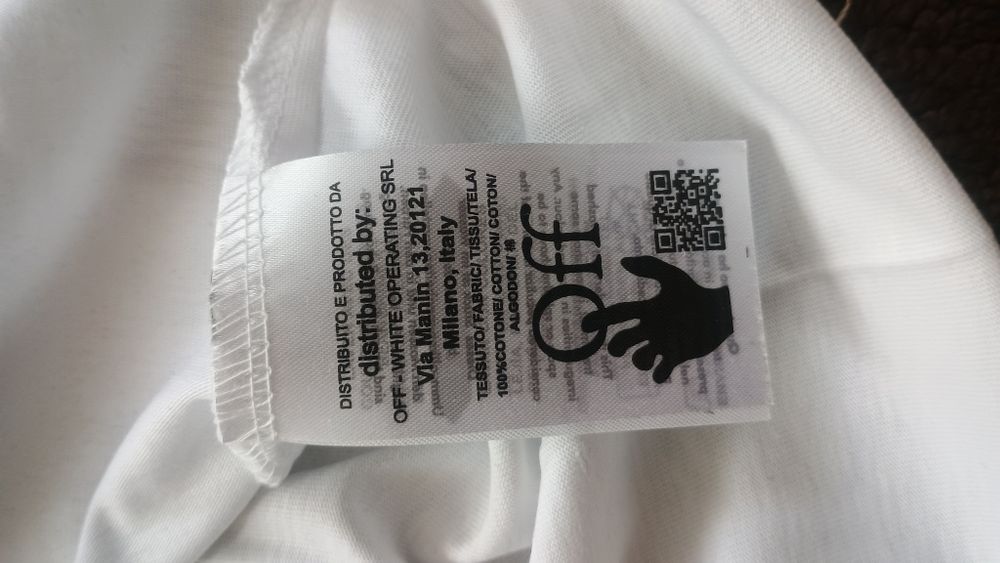 DISTRIBUITO E PRODOTTO DA
distributed by:
OFF - WHITE OPERATING SRL
Via Manin 13,20121
Milano, Italy
TESSUTO/ FABRIC/ TISSU/TELA/
100%COTONE/ COTTON/ COTON/
ALGODON/ 棉
Off